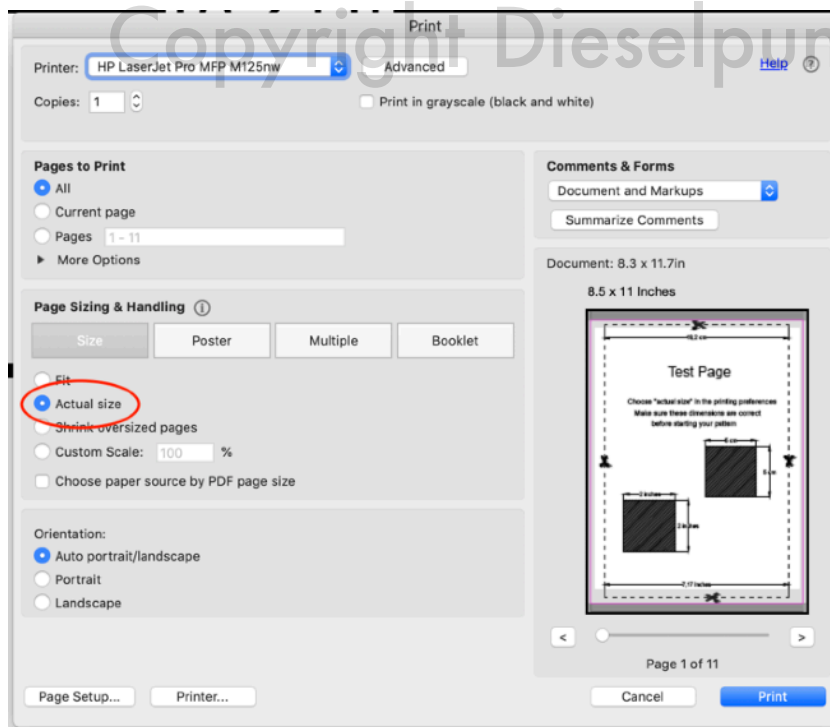 Print
Copyright Dieselpun
Printer: HP LaserJet Pro MFP M125nw Advanced Help ?
Copies: 1 Print in grayscale (black and white)
Pages to Print
All
Current page
Pages 1 - 11
More Options
Comments & Forms
Document and Markups
Summarize Comments
Page Sizing & Handling i
Size Poster Multiple Booklet
Fit
Actual size
Shrink oversized pages
Custom Scale: 100 %
Choose paper source by PDF page size
Orientation:
Auto portrait/landscape
Portrait
Landscape
Document: 8.3 x 11.7in
8.5 x 11 Inches
Test Page
Choose "actual size" in the printing preferences
Make sure these dimensions are correct
before starting your pattern
2 inches
2 inches
7,17 inches
< >
Page 1 of 11
Page Setup... Printer... Cancel Print